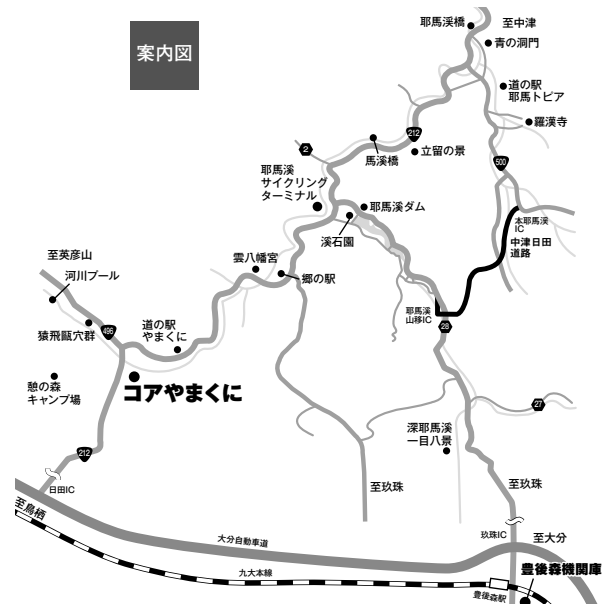 案内図
耶馬溪橋
至中津
青の洞門
道の駅
耶馬トピア
羅漢寺
212
2
馬溪橋
立留の景
500
耶馬溪
サイクリング
ターミナル
耶馬溪ダム
溪石園
本耶馬渓
IC
中津日田
道路
至英彦山
河川プール
雲八幡宮
郷の駅
耶馬溪
山移IC
28
猿飛甌穴群
496
道の駅
やまくに
コアやまくに
憩の森
キャンプ場
27
深耶馬溪
一目八景
212
日田IC
至玖珠
至玖珠
至鳥栖
大分自動車道
玖珠IC
至大分
九大本線
豊後森機関庫
豊後森駅